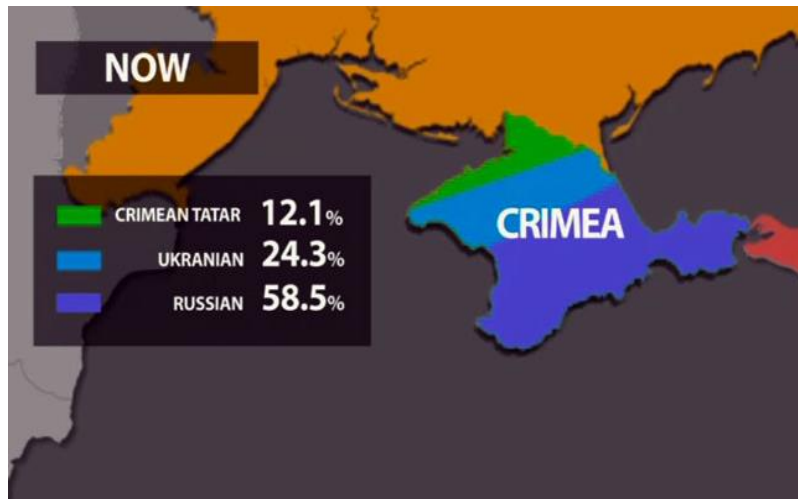 NOW
CRIMEAN TATAR 12.1%
UKRANIAN 24.3%
RUSSIAN 58.5%
CRIMEA